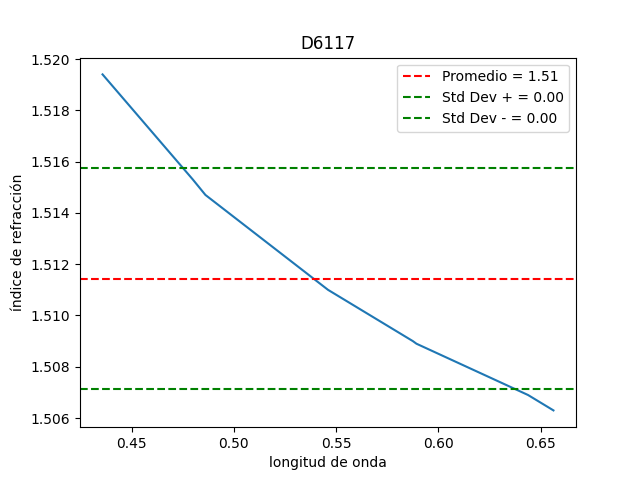 D6117
Promedio = 1.51
Std Dev + = 0.00
Std Dev - = 0.00
índice de refracción
1.520
1.518
1.516
1.514
1.512
1.510
1.508
1.506
0.45 0.50 0.55 0.60 0.65
longitud de onda